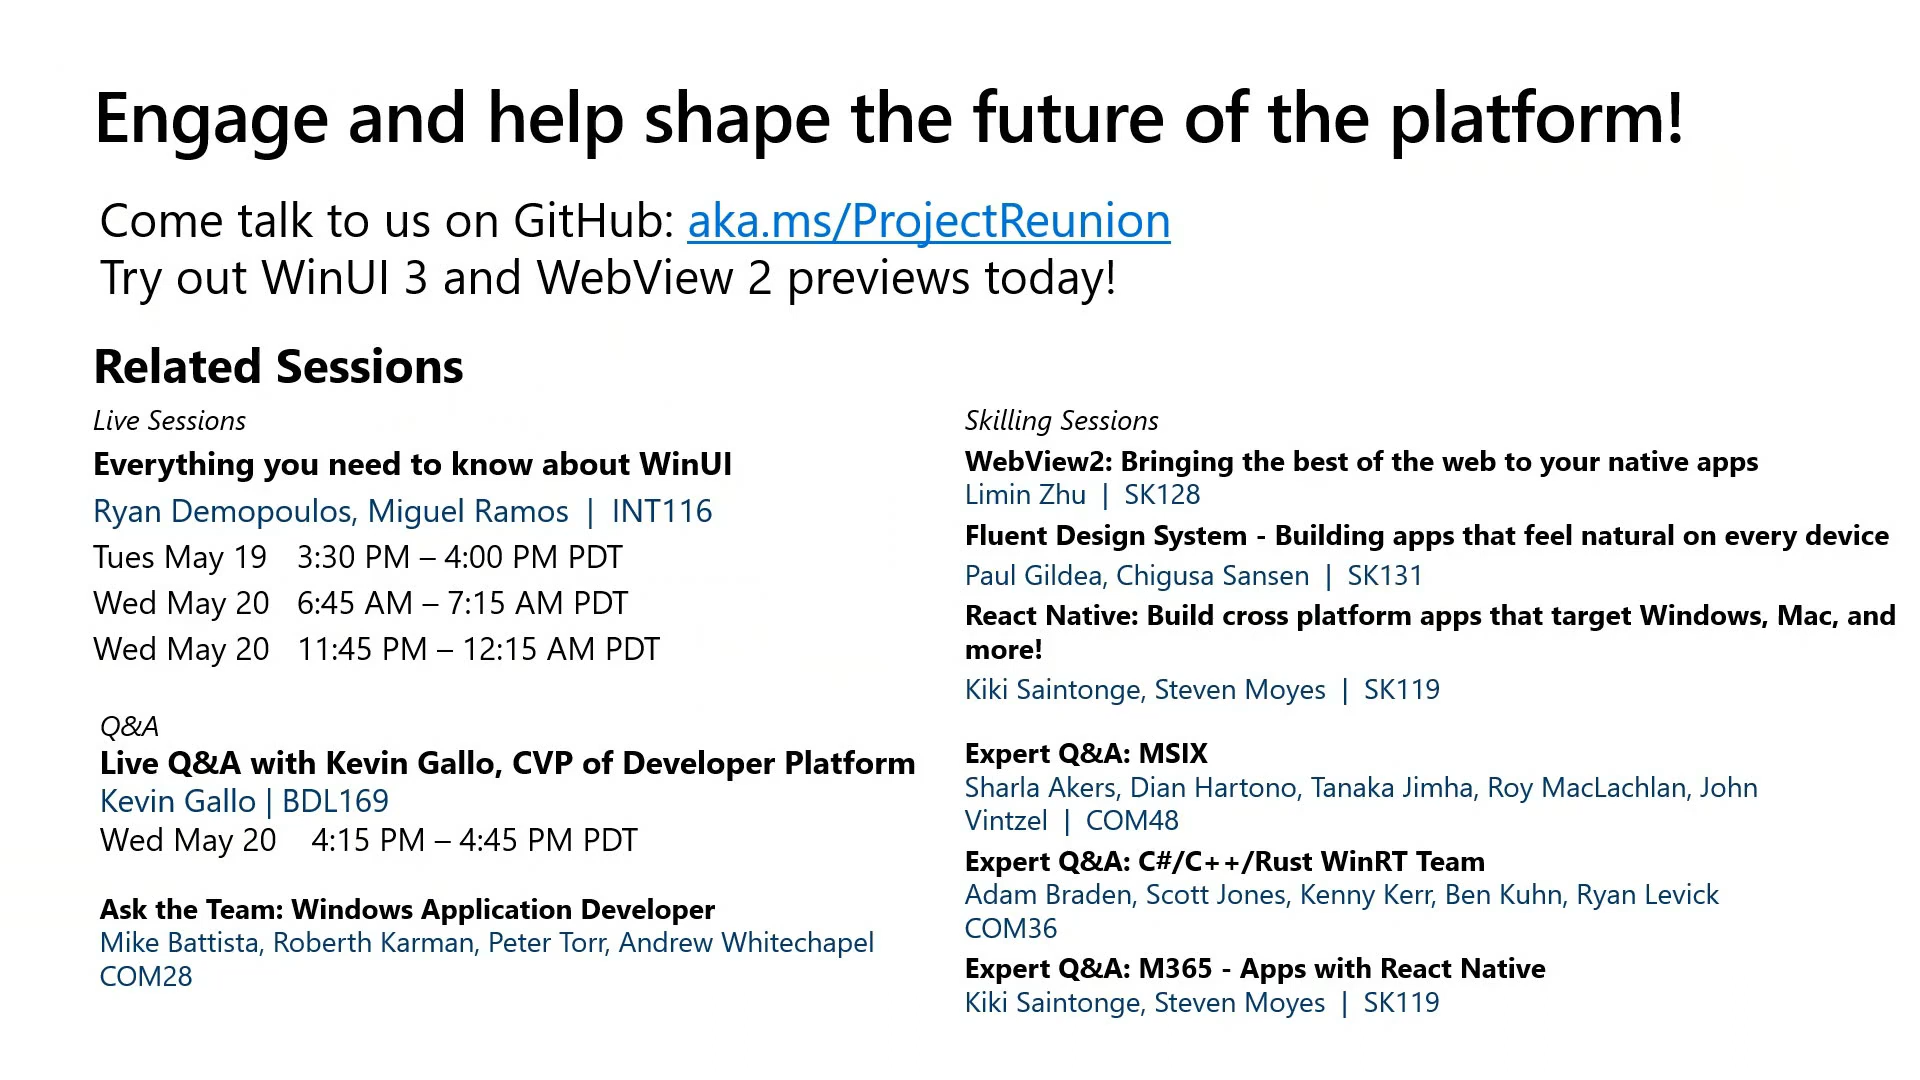 Engage and help shape the future of the platform!
Come talk to us on GitHub: aka.ms/ProjectReunion
Try out WinUI 3 and WebView 2 previews today!
Related Sessions
Live Sessions
Everything you need to know about WinUI
Ryan Demopoulos, Miguel Ramos | INT116
Tues May 19 3:30 PM – 4:00 PM PDT
Wed May 20 6:45 AM – 7:15 AM PDT
Wed May 20 11:45 PM – 12:15 AM PDT
Q&A
Live Q&A with Kevin Gallo, CVP of Developer Platform
Kevin Gallo | BDL169
Wed May 20 4:15 PM – 4:45 PM PDT
Ask the Team: Windows Application Developer
Mike Battista, Roberth Karman, Peter Torr, Andrew Whitechapel
COM28
Skilling Sessions
WebView2: Bringing the best of the web to your native apps
Limin Zhu | SK128
Fluent Design System - Building apps that feel natural on every device
Paul Gildea, Chigusa Sansen | SK131
React Native: Build cross platform apps that target Windows, Mac, and
more!
Kiki Saintonge, Steven Moyes | SK119
Expert Q&A: MSIX
Sharla Akers, Dian Hartono, Tanaka Jimha, Roy MacLachlan, John
Vintzel | COM48
Expert Q&A: C#/C++/Rust WinRT Team
Adam Braden, Scott Jones, Kenny Kerr, Ben Kuhn, Ryan Levick
COM36
Expert Q&A: M365 - Apps with React Native
Kiki Saintonge, Steven Moyes | SK119